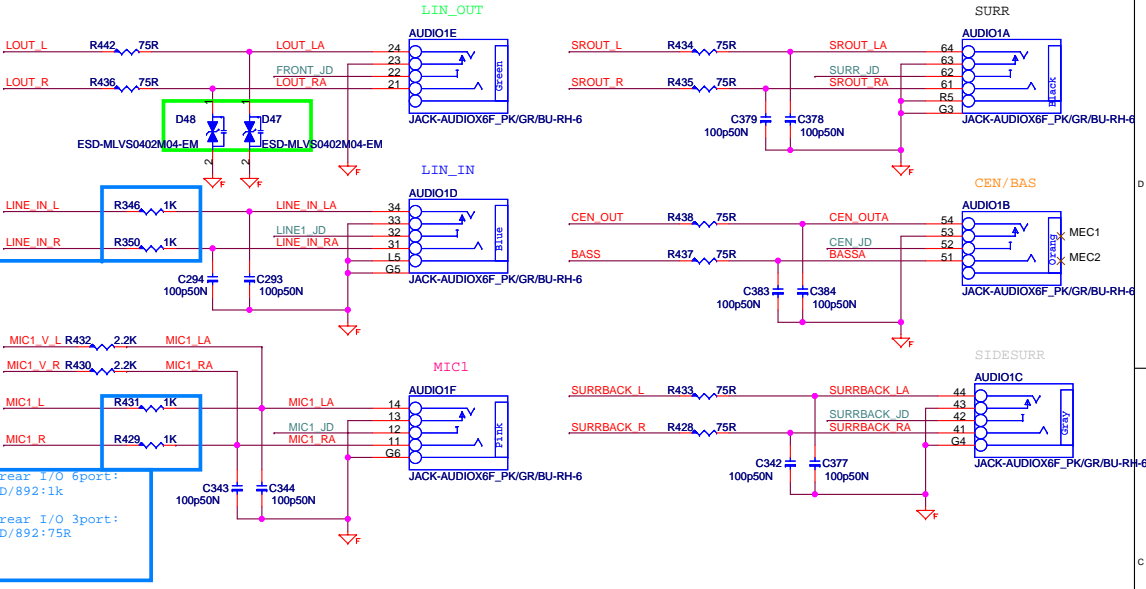 LIN_OUT
AUDIO1E
LOUT_L R442 75R LOUT_LA 24
23
FRONT_JD 22
LOUT_R R436 75R LOUT_RA 21
Green
JACK-AUDIOX6F_PK/GR/BU-RH-6
1 1
D48 D47
ESD-MLVS0402M04-EM ESD-MLVS0402M04-EM
2 2
F F F
LIN_IN
AUDIO1D
LINE_IN_L R346 1K LINE_IN_LA 34
33
LINE1_JD 32
LINE_IN_R R350 1K LINE_IN_RA 31
L5
G5
Blue
JACK-AUDIOX6F_PK/GR/BU-RH-6
C294 C293
100p50N 100p50N
F
MIC1_V_L R432 2.2K MIC1_LA
MIC1_V_R R430 2.2K MIC1_RA
MIC1
AUDIO1F
MIC1_L R431 1K MIC1_LA 14
13
MIC1_JD 12
MIC1_R R429 1K MIC1_RA 11
G6
Pink
JACK-AUDIOX6F_PK/GR/BU-RH-6
C343 C344
100p50N 100p50N
F
rear I/O 6port:
D/892:1k
rear I/O 3port:
D/892:75R
SURR
AUDIO1A
SROUT_L R434 75R SROUT_LA 64
63
SURR_JD 62
SROUT_R R435 75R SROUT_RA 61
R5
G3
Black
JACK-AUDIOX6F_PK/GR/BU-RH-6
C379 C378
100p50N 100p50N
F
CEN/BAS
AUDIO1B
CEN_OUT R438 75R CEN_OUTA 54
53
CEN_JD 52
BASS R437 75R BASSA 51
Orang
MEC1
MEC2
JACK-AUDIOX6F_PK/GR/BU-RH-6
C383 C384
100p50N 100p50N
F
SIDESURR
AUDIO1C
SURRBACK_L R433 75R SURRBACK_LA 44
43
SURRBACK_JD 42
SURRBACK_R R428 75R SURRBACK_RA 41
G4
Gray
JACK-AUDIOX6F_PK/GR/BU-RH-6
C342 C377
100p50N 100p50N
F
D
C